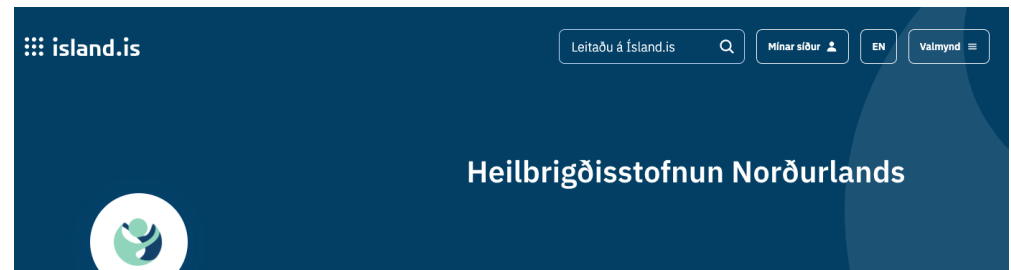 island.is
Leitaðu á Ísland.is
Mínar síður
EN
Valmynd
Heilbrigðisstofnun Norðurlands